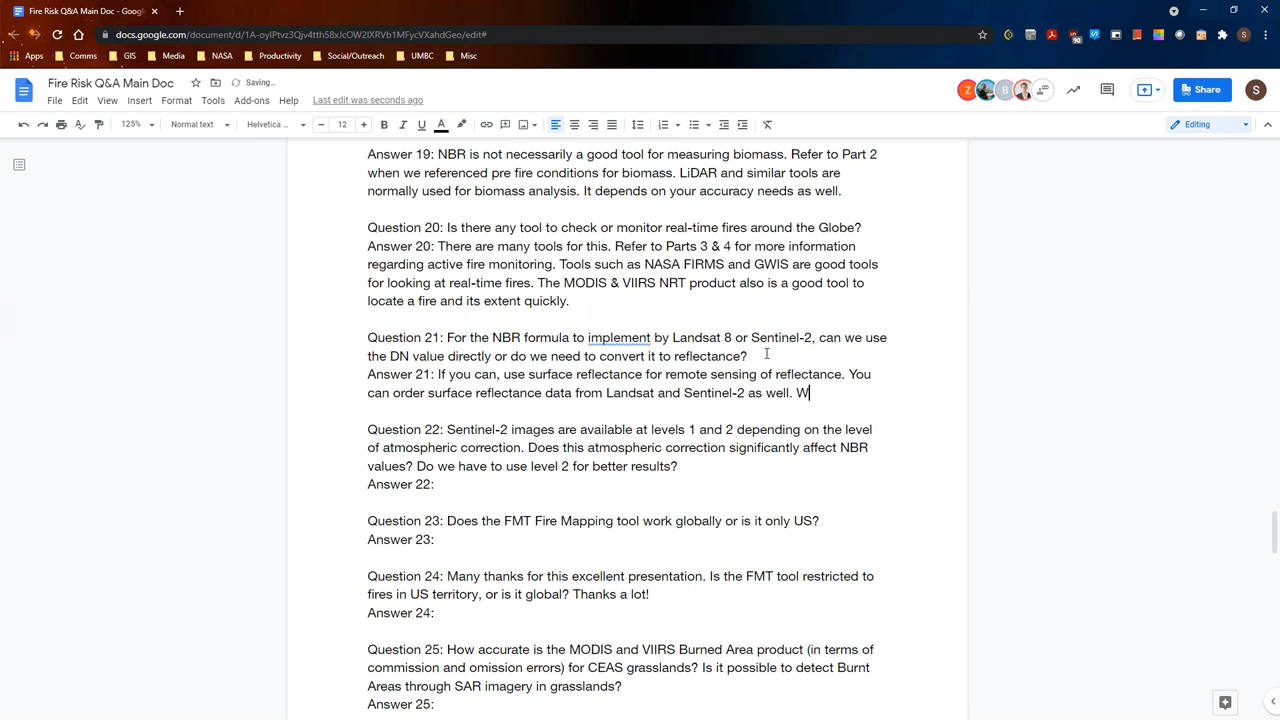 Fire Risk Q&A Main Doc - Googl
docs.google.com/document/d/1A-oyIPtvz3Qjv4tth58xJcOW2IXRVb1MFycVXahdGeo/edit#
Apps Comms GIS Media NASA Productivity Social/Outreach UMBC Misc
Fire Risk Q&A Main Doc Saving...
File Edit View Insert Format Tools Add-ons Help Last edit was seconds ago
Z B Share S
125% Normal text Helvetica ... 12 B I U A Editing
Answer 19: NBR is not necessarily a good tool for measuring biomass. Refer to Part 2
when we referenced pre fire conditions for biomass. LiDAR and similar tools are
normally used for biomass analysis. It depends on your accuracy needs as well.
Question 20: Is there any tool to check or monitor real-time fires around the Globe?
Answer 20: There are many tools for this. Refer to Parts 3 & 4 for more information
regarding active fire monitoring. Tools such as NASA FIRMS and GWIS are good tools
for looking at real-time fires. The MODIS & VIIRS NRT product also is a good tool to
locate a fire and its extent quickly.
Question 21: For the NBR formula to implement by Landsat 8 or Sentinel-2, can we use
the DN value directly or do we need to convert it to reflectance?
Answer 21: If you can, use surface reflectance for remote sensing of reflectance. You
can order surface reflectance data from Landsat and Sentinel-2 as well. W
Question 22: Sentinel-2 images are available at levels 1 and 2 depending on the level
of atmospheric correction. Does this atmospheric correction significantly affect NBR
values? Do we have to use level 2 for better results?
Answer 22:
Question 23: Does the FMT Fire Mapping tool work globally or is it only US?
Answer 23:
Question 24: Many thanks for this excellent presentation. Is the FMT tool restricted to
fires in US territory, or is it global? Thanks a lot!
Answer 24:
Question 25: How accurate is the MODIS and VIIRS Burned Area product (in terms of
commission and omission errors) for CEAS grasslands? Is it possible to detect Burnt
Areas through SAR imagery in grasslands?
Answer 25: